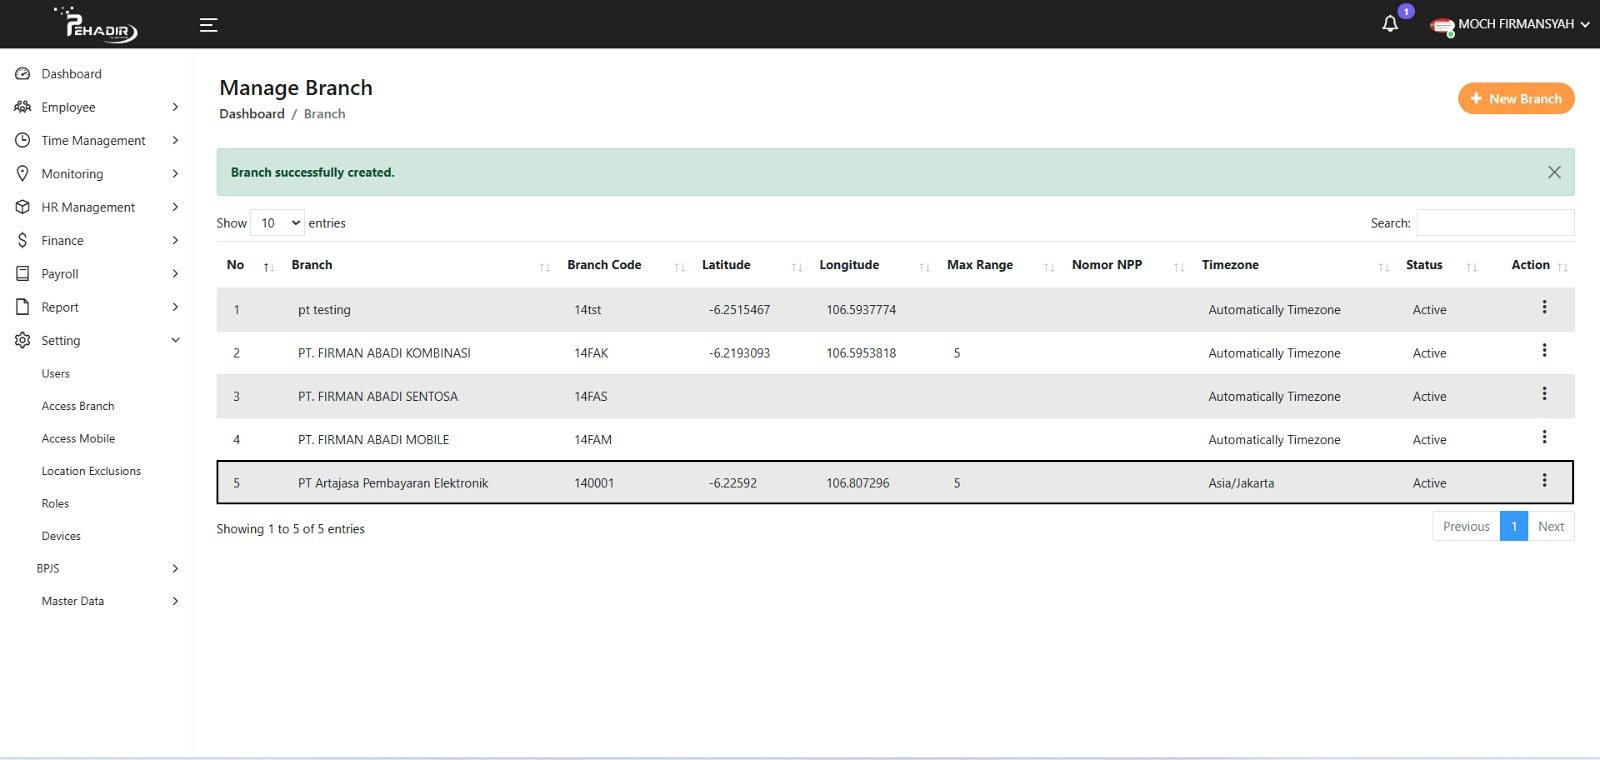 PEHADIR
1
MOCH FIRMANSYAH
Dashboard
Employee
Time Management
Monitoring
HR Management
Finance
Payroll
Report
Setting
Users
Access Branch
Access Mobile
Location Exclusions
Roles
Devices
BPJS
Master Data
Manage Branch
Dashboard / Branch
+ New Branch
Branch successfully created.
Show 10 entries
Search:
No Branch Branch Code Latitude Longitude Max Range Nomor NPP Timezone Status Action
1 pt testing 14tst -6.2515467 106.5937774 Automatically Timezone Active
2 PT. FIRMAN ABADI KOMBINASI 14FAK -6.2193093 106.5953818 5 Automatically Timezone Active
3 PT. FIRMAN ABADI SENTOSA 14FAS Automatically Timezone Active
4 PT. FIRMAN ABADI MOBILE 14FAM Automatically Timezone Active
5 PT Artajasa Pembayaran Elektronik 140001 -6.22592 106.807296 5 Asia/Jakarta Active
Showing 1 to 5 of 5 entries
Previous 1 Next